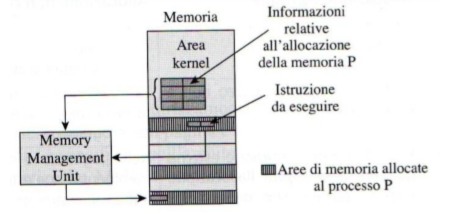 Memoria
Area
kernel
Informazioni
relative
all'allocazione
della memoria P
Istruzione
da eseguire
Memory
Management
Unit
Aree di memoria allocate
al processo P